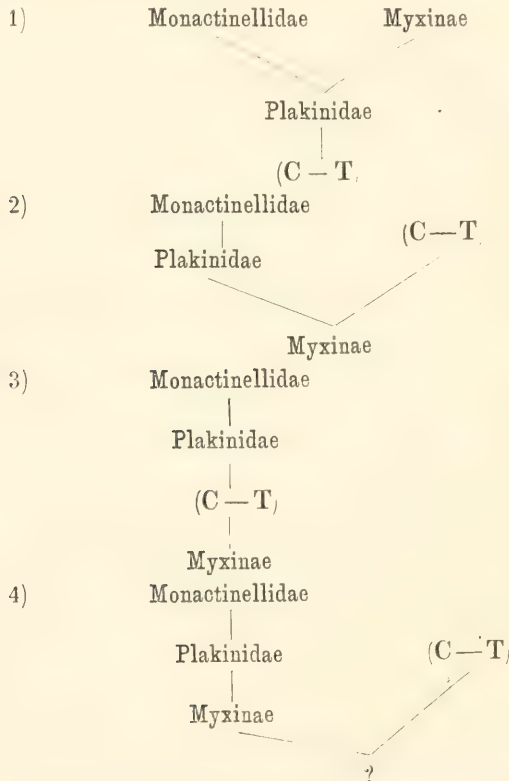 1) Monactinellidae Myxinae
Plakinidae
(C — T)
2) Monactinellidae
(C — T
Plakinidae
Myxinae
3) Monactinellidae
Plakinidae
(C — T)
Myxinae
4) Monactinellidae
Plakinidae (C — T)
Myxinae
?